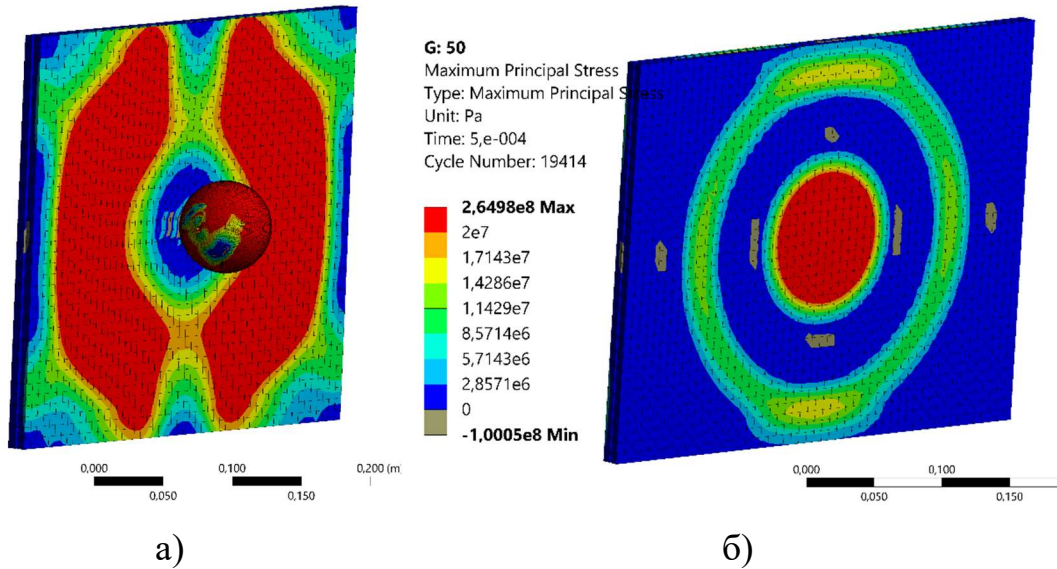 G: 50
Maximum Principal Stress
Type: Maximum Principal Stress
Unit: Pa
Time: 5,e-004
Cycle Number: 19414
2,6498e8 Max
2e7
1,7143e7
1,4286e7
1,1429e7
8,5714e6
5,7143e6
2,8571e6
0
-1,0005e8 Min
0,000 0,100 0,200 (m
0,050 0,150
0,000 0,100
0,050 0,150
а) б)